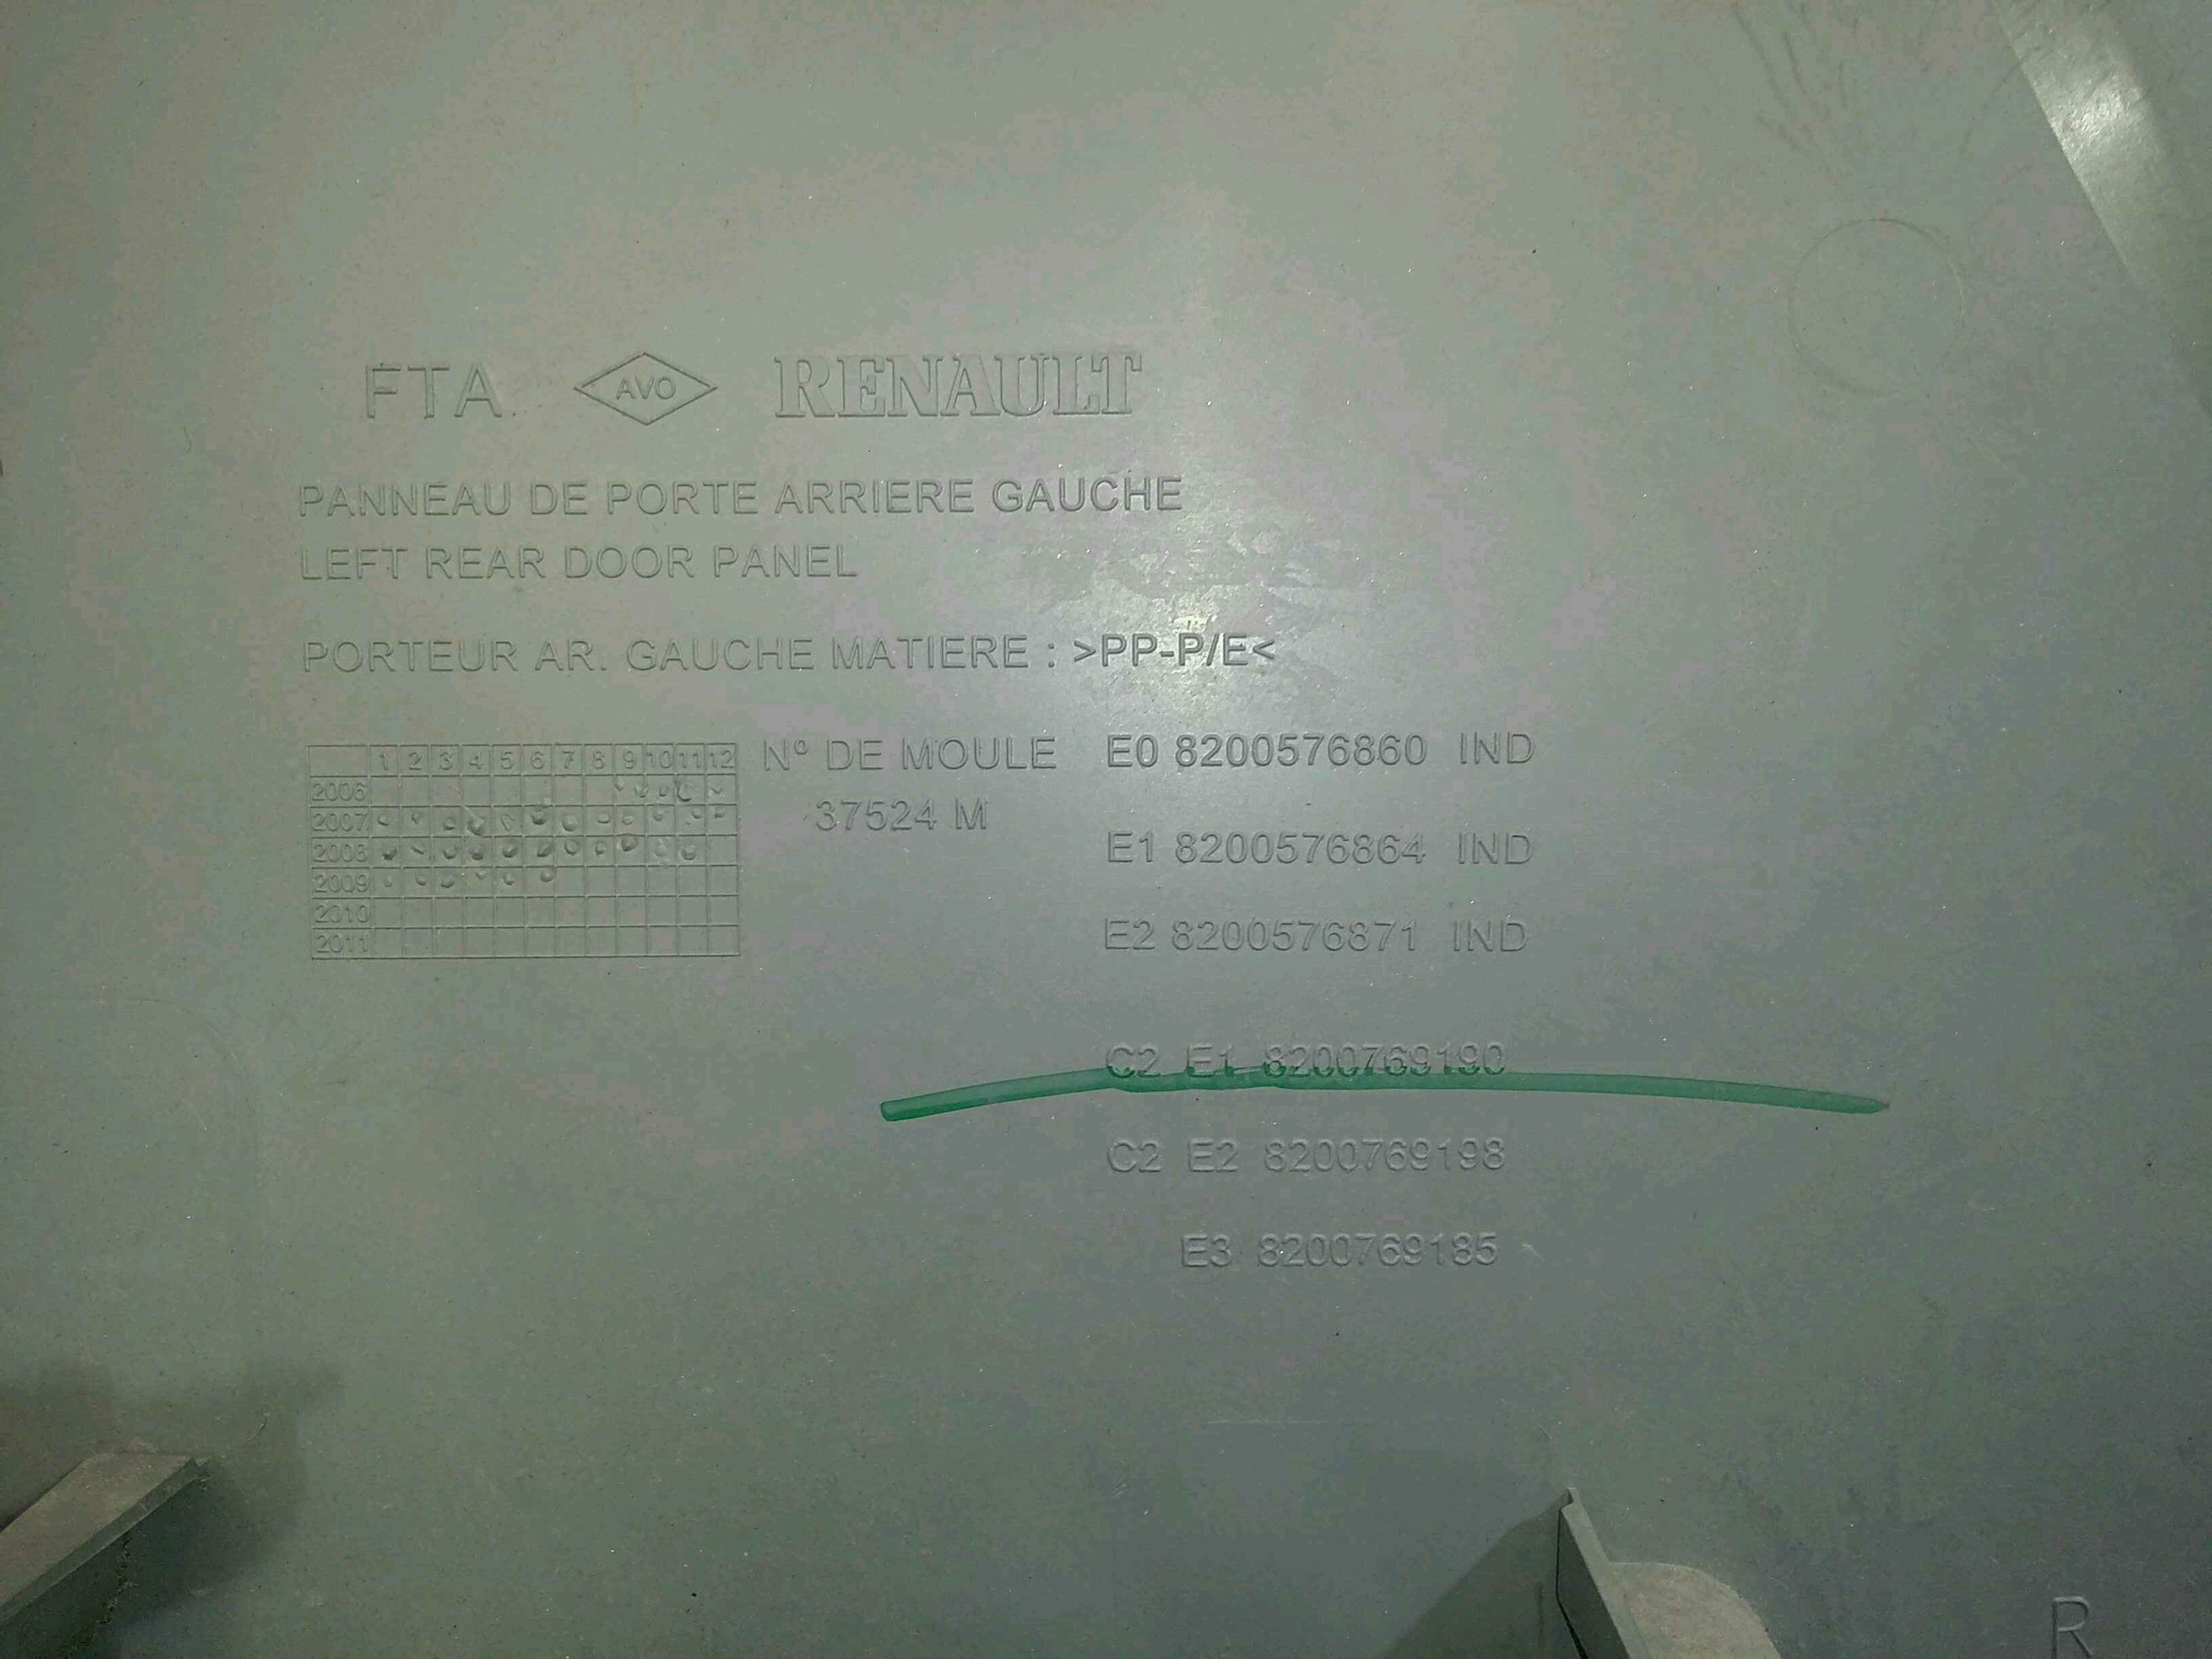 FTA. AVO RENAULT
PANNEAU DE PORTE ARRIERE GAUCHE
LEFT REAR DOOR PANEL
PORTEUR AR. GAUCHE MATIERE : >PP-P/E<
1 2 3 4 5 6 7 8 9 10 11 12
2006
2007
2008
2009
2010
2011
N° DE MOULE
37524 M
E0 8200576860 IND
E1 8200576864 IND
E2 8200576871 IND
C2 E1 8200769190
C2 E2 8200769198
E3 8200769185
R